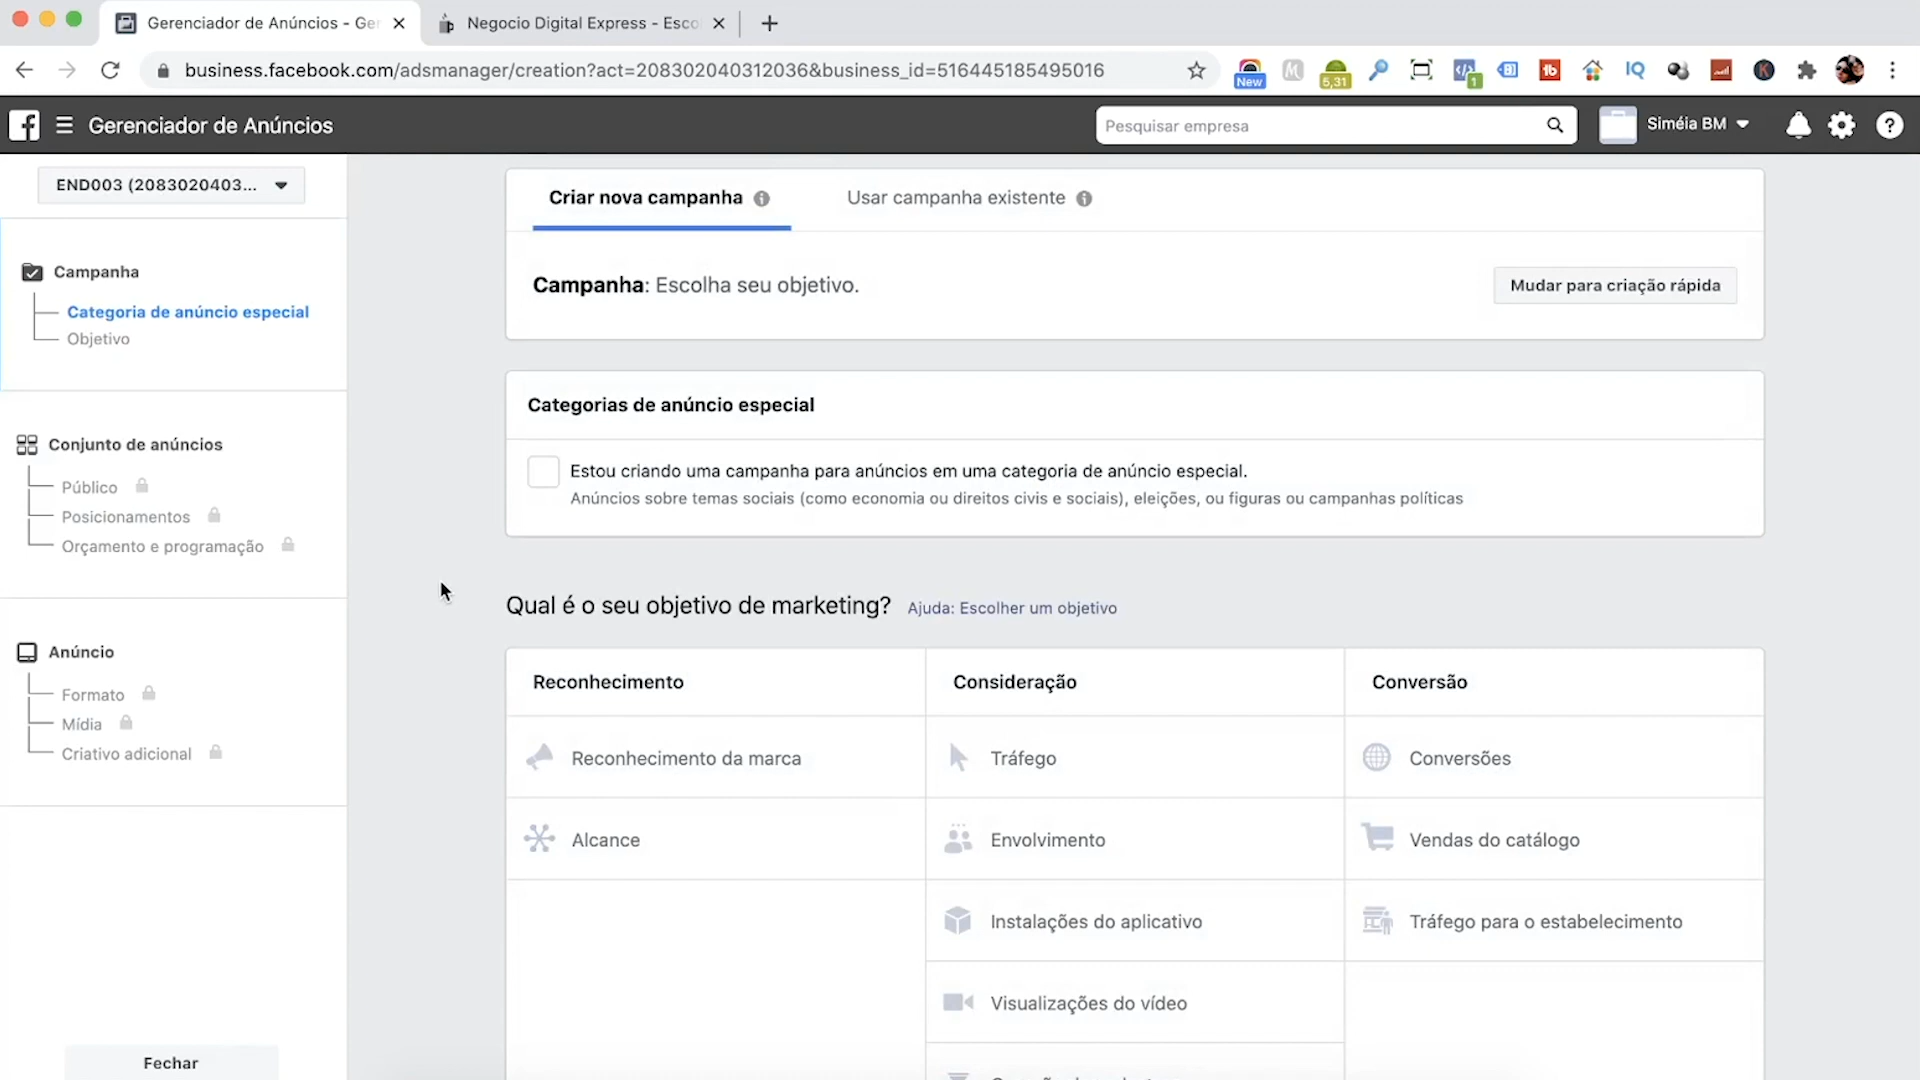 Gerenciador de Anúncios - Ger
Negocio Digital Express - Esco
business.facebook.com/adsmanager/creation?act=208302040312036&business_id=516445185495016
New
5,31
1
IQ
K
Gerenciador de Anúncios
Pesquisar empresa
Siméia BM
END003 (2083020403...
Criar nova campanha
Usar campanha existente
Campanha: Escolha seu objetivo.
Mudar para criação rápida
Campanha
Categoria de anúncio especial
Objetivo
Categorias de anúncio especial
Estou criando uma campanha para anúncios em uma categoria de anúncio especial.
Anúncios sobre temas sociais (como economia ou direitos civis e sociais), eleições, ou figuras ou campanhas políticas
Conjunto de anúncios
Público
Posicionamentos
Orçamento e programação
Qual é o seu objetivo de marketing? Ajuda: Escolher um objetivo
Anúncio
Formato
Mídia
Criativo adicional
Reconhecimento
Consideração
Conversão
Reconhecimento da marca
Tráfego
Conversões
Alcance
Envolvimento
Vendas do catálogo
Instalações do aplicativo
Tráfego para o estabelecimento
Visualizações do vídeo
Fechar